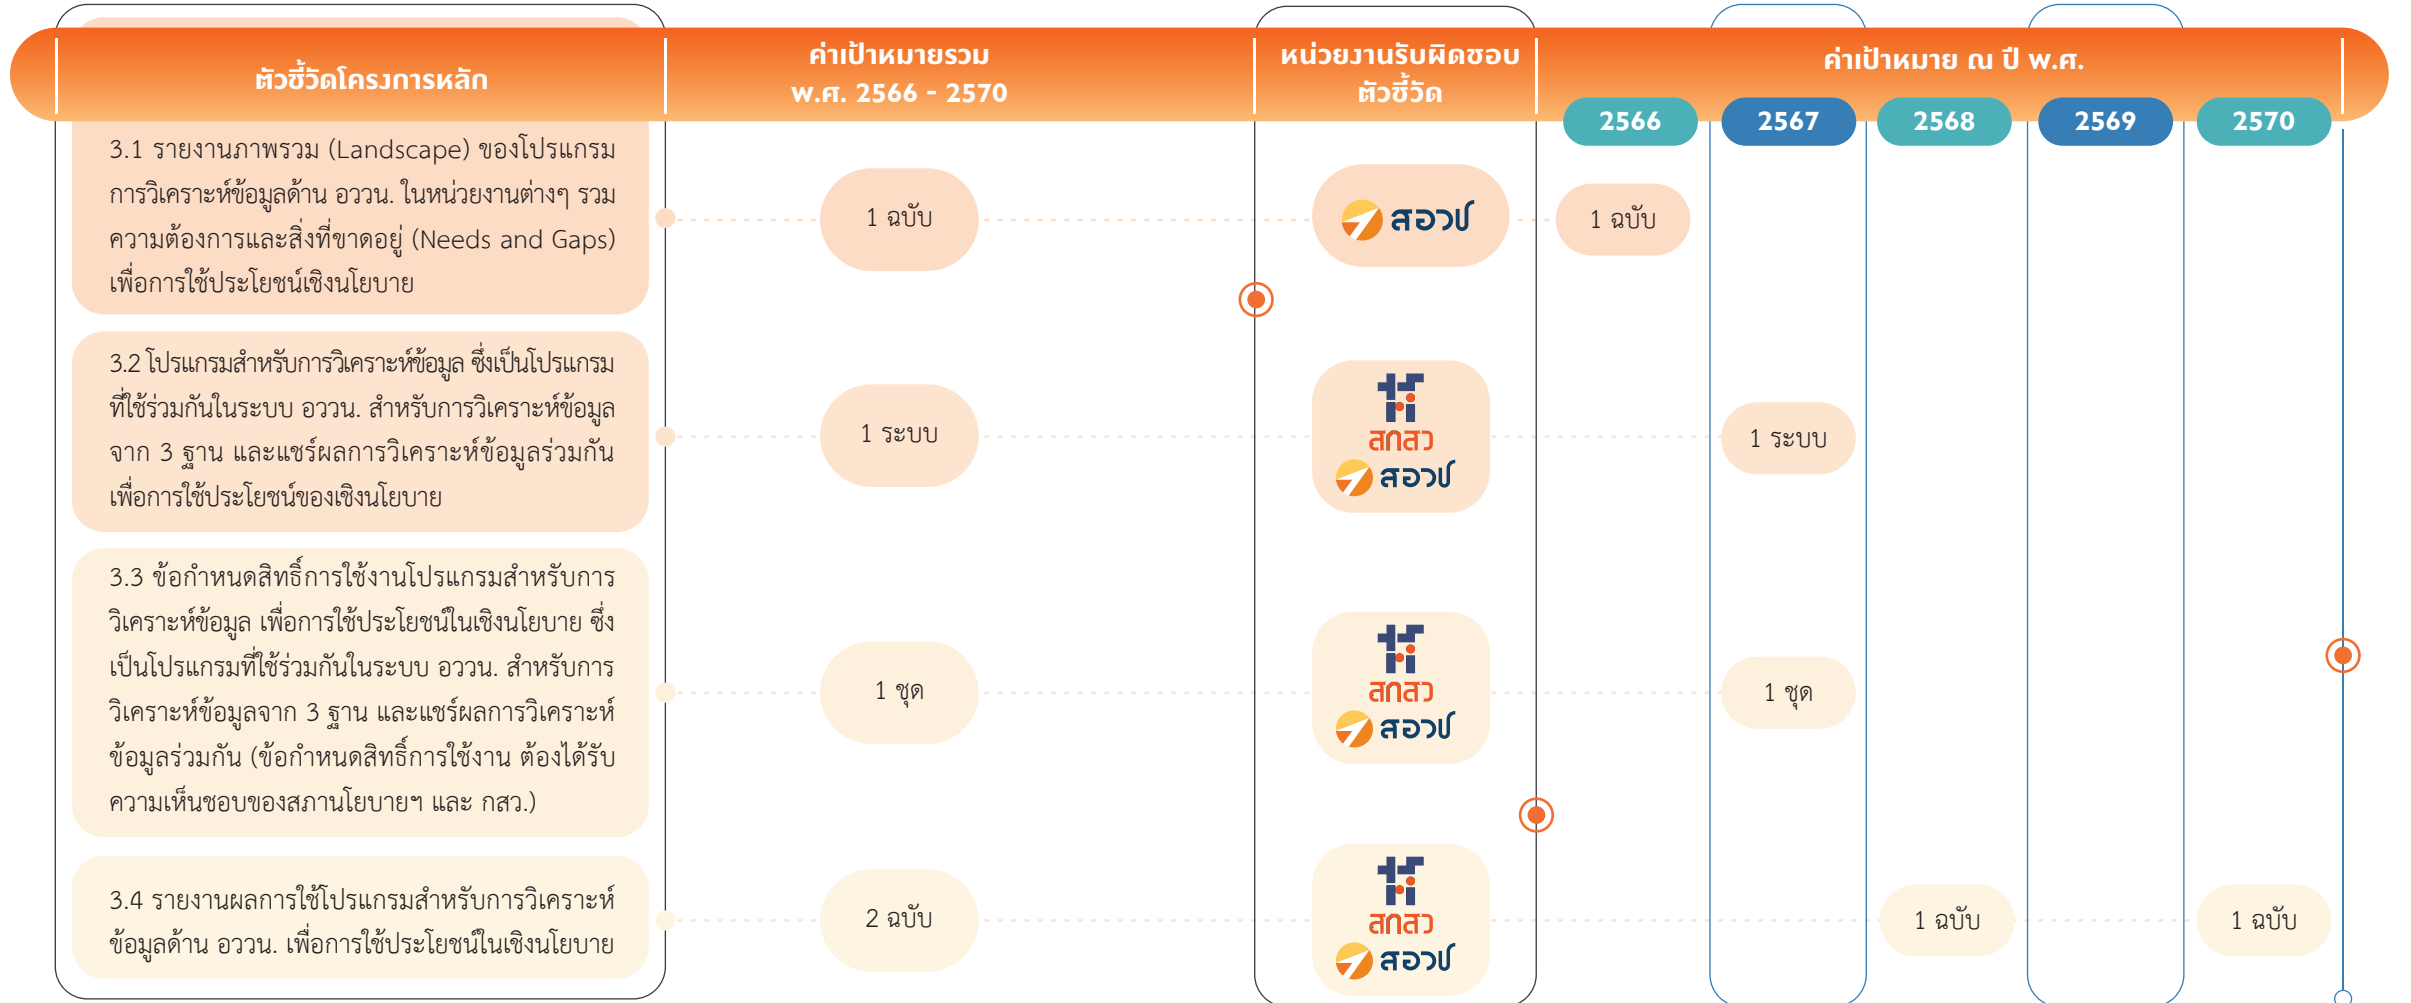 ตัวชี้วัดโครงการหลัก
ค่าเป้าหมายรวม
พ.ศ. 2566 - 2570
หน่วยงานรับผิดชอบ
ตัวชี้วัด
ค่าเป้าหมาย ณ ปี พ.ศ.
2566
2567
2568
2569
2570
3.1 รายงานภาพรวม (Landscape) ของโปรแกรม
การวิเคราะห์ข้อมูลด้าน อววน. ในหน่วยงานต่างๆ รวม
ความต้องการและสิ่งที่ขาดอยู่ (Needs and Gaps)
เพื่อการใช้ประโยชน์เชิงนโยบาย
1 ฉบับ
สอวช
1 ฉบับ
3.2 โปรแกรมสำหรับการวิเคราะห์ข้อมูล ซึ่งเป็นโปรแกรม
ที่ใช้ร่วมกันในระบบ อววน. สำหรับการวิเคราะห์ข้อมูล
จาก 3 ฐาน และแชร์ผลการวิเคราะห์ข้อมูลร่วมกัน
เพื่อการใช้ประโยชน์ของเชิงนโยบาย
1 ระบบ
สกสว
สอวช
1 ระบบ
3.3 ข้อกำหนดสิทธิ์การใช้งานโปรแกรมสำหรับการ
วิเคราะห์ข้อมูล เพื่อการใช้ประโยชน์ในเชิงนโยบาย ซึ่ง
เป็นโปรแกรมที่ใช้ร่วมกันในระบบ อววน. สำหรับการ
วิเคราะห์ข้อมูลจาก 3 ฐาน และแชร์ผลการวิเคราะห์
ข้อมูลร่วมกัน (ข้อกำหนดสิทธิ์การใช้งาน ต้องได้รับ
ความเห็นชอบของสภานโยบายฯ และ กสว.)
1 ชุด
สกสว
สอวช
1 ชุด
3.4 รายงานผลการใช้โปรแกรมสำหรับการวิเคราะห์
ข้อมูลด้าน อววน. เพื่อการใช้ประโยชน์ในเชิงนโยบาย
2 ฉบับ
สกสว
สอวช
1 ฉบับ
1 ฉบับ